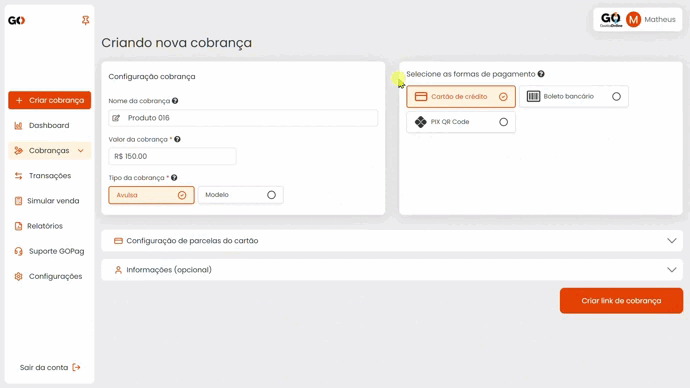 GO
GO
GestãoOnline
M
Matheus
Criando nova cobrança
Criar cobrança
Dashboard
Cobranças
Transações
Simular venda
Relatórios
Suporte GOPag
Configurações
Sair da conta
Configuração cobrança
Nome da cobrança ?
Produto 016
Valor da cobrança * ?
R$ 150.00
Tipo da cobrança * ?
Avulsa
Modelo
Selecione as formas de pagamento ?
Cartão de crédito
Boleto bancário
PIX QR Code
Configuração de parcelas do cartão
Informações (opcional)
Criar link de cobrança